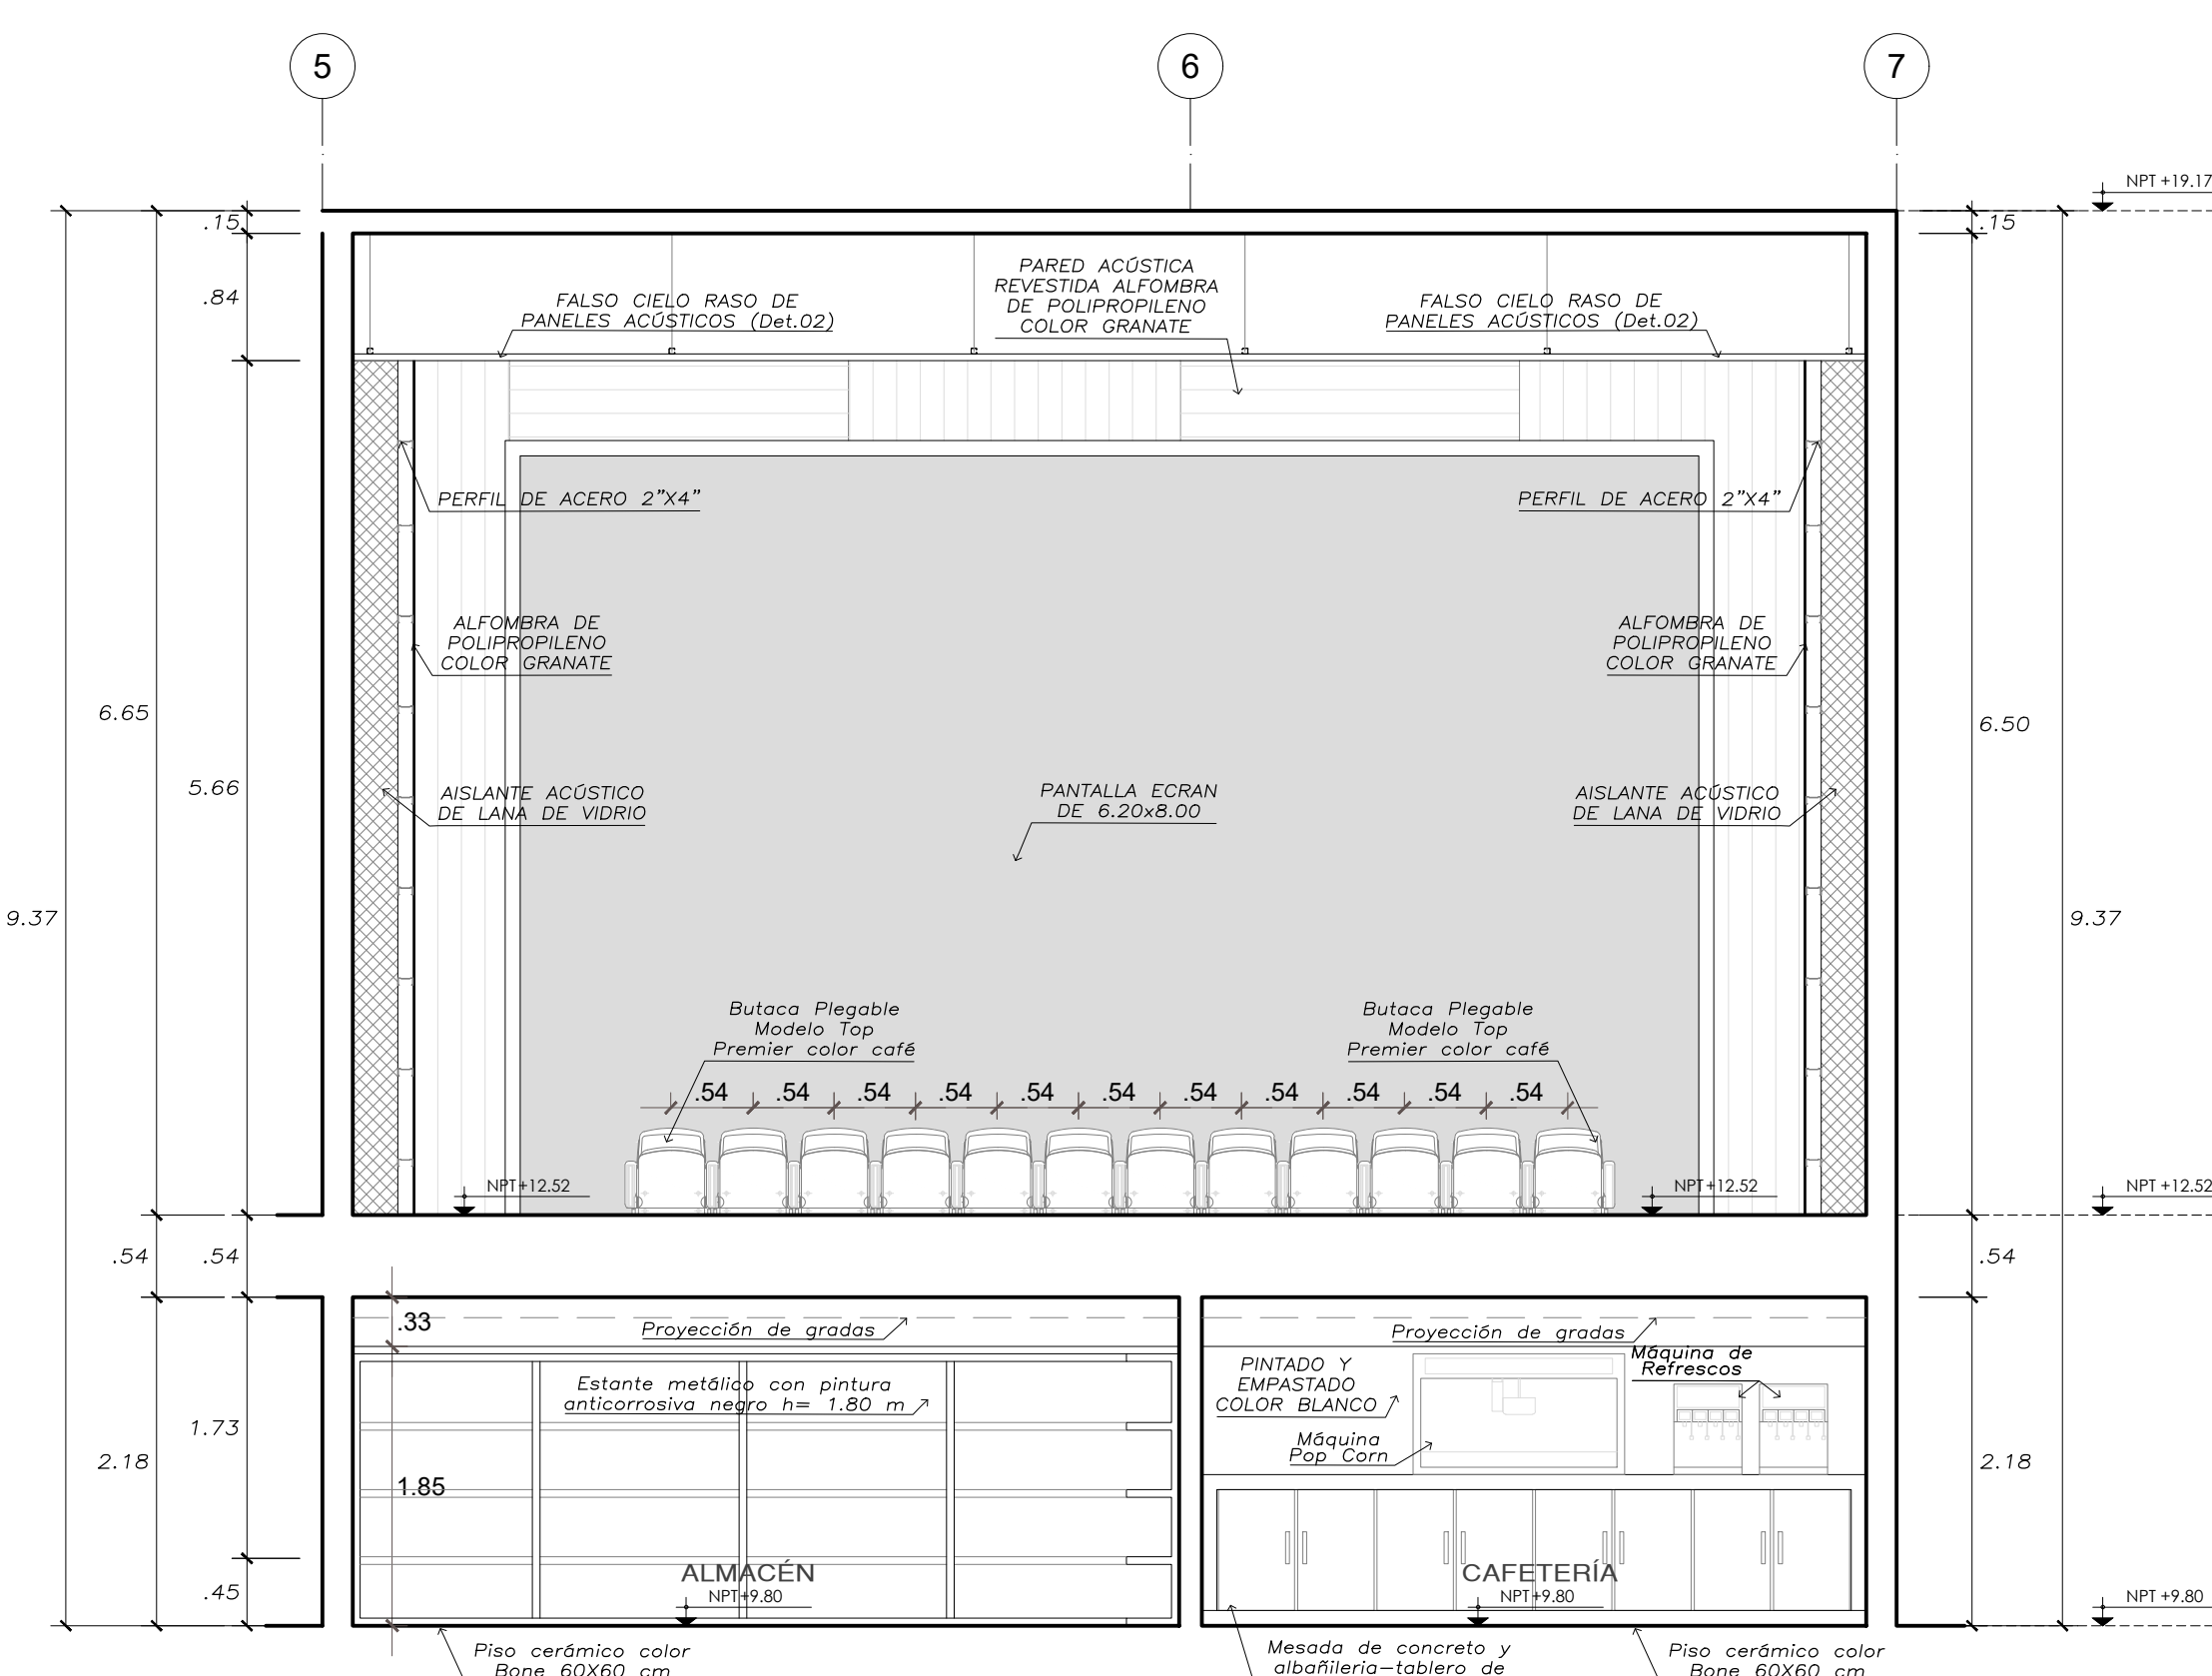 5
6
7
NPT +19.17
.15
.15
.84
PARED ACÚSTICA
REVESTIDA ALFOMBRA
DE POLIPROPILENO
COLOR GRANATE
FALSO CIELO RASO DE
PANELES ACÚSTICOS (Det.02)
FALSO CIELO RASO DE
PANELES ACÚSTICOS (Det.02)
PERFIL DE ACERO 2”X4”
PERFIL DE ACERO 2”X4”
ALFOMBRA DE
POLIPROPILENO
COLOR GRANATE
ALFOMBRA DE
POLIPROPILENO
COLOR GRANATE
6.65
6.50
5.66
AISLANTE ACÚSTICO
DE LANA DE VIDRIO
PANTALLA ECRAN
DE 6.20x8.00
AISLANTE ACÚSTICO
DE LANA DE VIDRIO
9.37
9.37
Butaca Plegable
Modelo Top
Premier color café
Butaca Plegable
Modelo Top
Premier color café
.54 .54 .54 .54 .54 .54 .54 .54 .54 .54 .54
NPT+12.52
NPT+12.52
NPT +12.52
.54
.54
.54
.33
Proyección de gradas
Proyección de gradas
Máquina de
Refrescos
PINTADO Y
EMPASTADO
COLOR BLANCO
Estante metálico con pintura
anticorrosiva negro h= 1.80 m
1.73
Máquina
Pop Corn
2.18
2.18
1.85
ALMACÉN
NPT+9.80
CAFETERÍA
NPT+9.80
.45
NPT +9.80
Piso cerámico color
Bone 60X60 cm
Mesada de concreto y
albañileria-tablero de
Piso cerámico color
Bone 60X60 cm